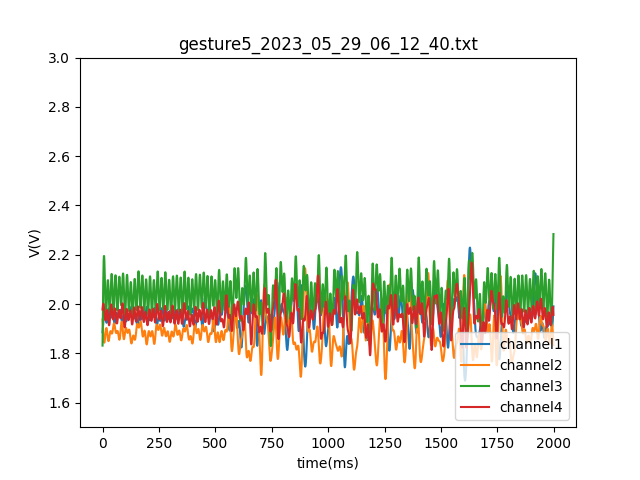 gesture5_2023_05_29_06_12_40.txt
3.0
2.8
2.6
2.4
2.2
2.0
1.8
1.6
V(V)
channel1
channel2
channel3
channel4
0 250 500 750 1000 1250 1500 1750 2000
time(ms)